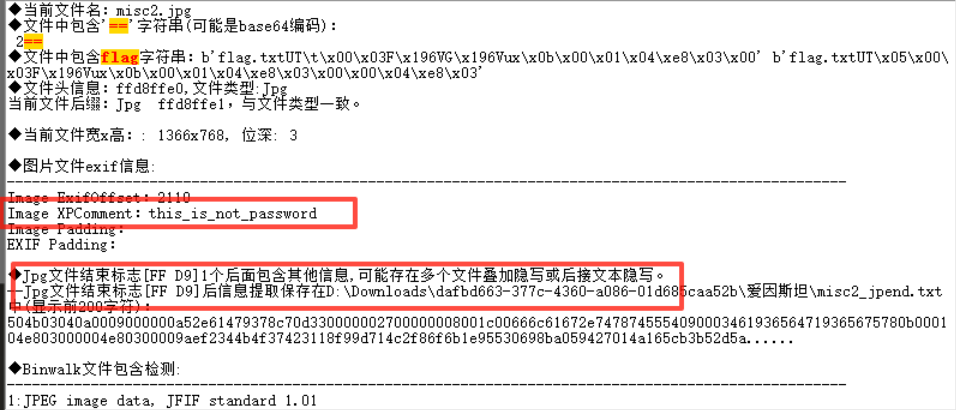 ◆当前文件名：misc2.jpg
◆文件中包含'=='字符串(可能是base64编码)：
2==
◆文件中包含flag字符串：b'flag.txtUT\t\x00\x03F\x196VG\x196Vux\x0b\x00\x01\x04\xe8\x03\x00' b'flag.txtUT\x05\x00\
x03F\x196Vux\x0b\x00\x01\x04\xe8\x03\x00\x00\x04\xe8\x03'
◆文件头信息：ffd8ffe0,文件类型:Jpg
当前文件后缀：Jpg  ffd8ffe1，与文件类型一致。
◆当前文件宽x高：: 1366x768, 位深: 3
◆图片文件exif信息:
Image ExifOffset：2110
Image XPComment：this_is_not_password
Image Padding：
EXIF Padding：
◆Jpg文件结束标志[FF D9]1个后面包含其他信息,可能存在多个文件叠加隐写或后接文本隐写。
—Jpg文件结束标志[FF D9]后信息提取保存在D:\Downloads\dafbd663-377c-4360-a086-01d685caa52b\爱因斯坦\misc2_jpend.txt
中(显示前200字符)：
504b03040a0009000000a52e61479378c70d330000002700000008001c00666c61672e7478745554090003461936564719365675780b0001
04e803000004e80300009aef2344b4f37423118f99d714c2f86f6b1e95530698ba059427014a165cb3b52d5a......
◆Binwalk文件包含检测:
1:JPEG image data, JFIF standard 1.01